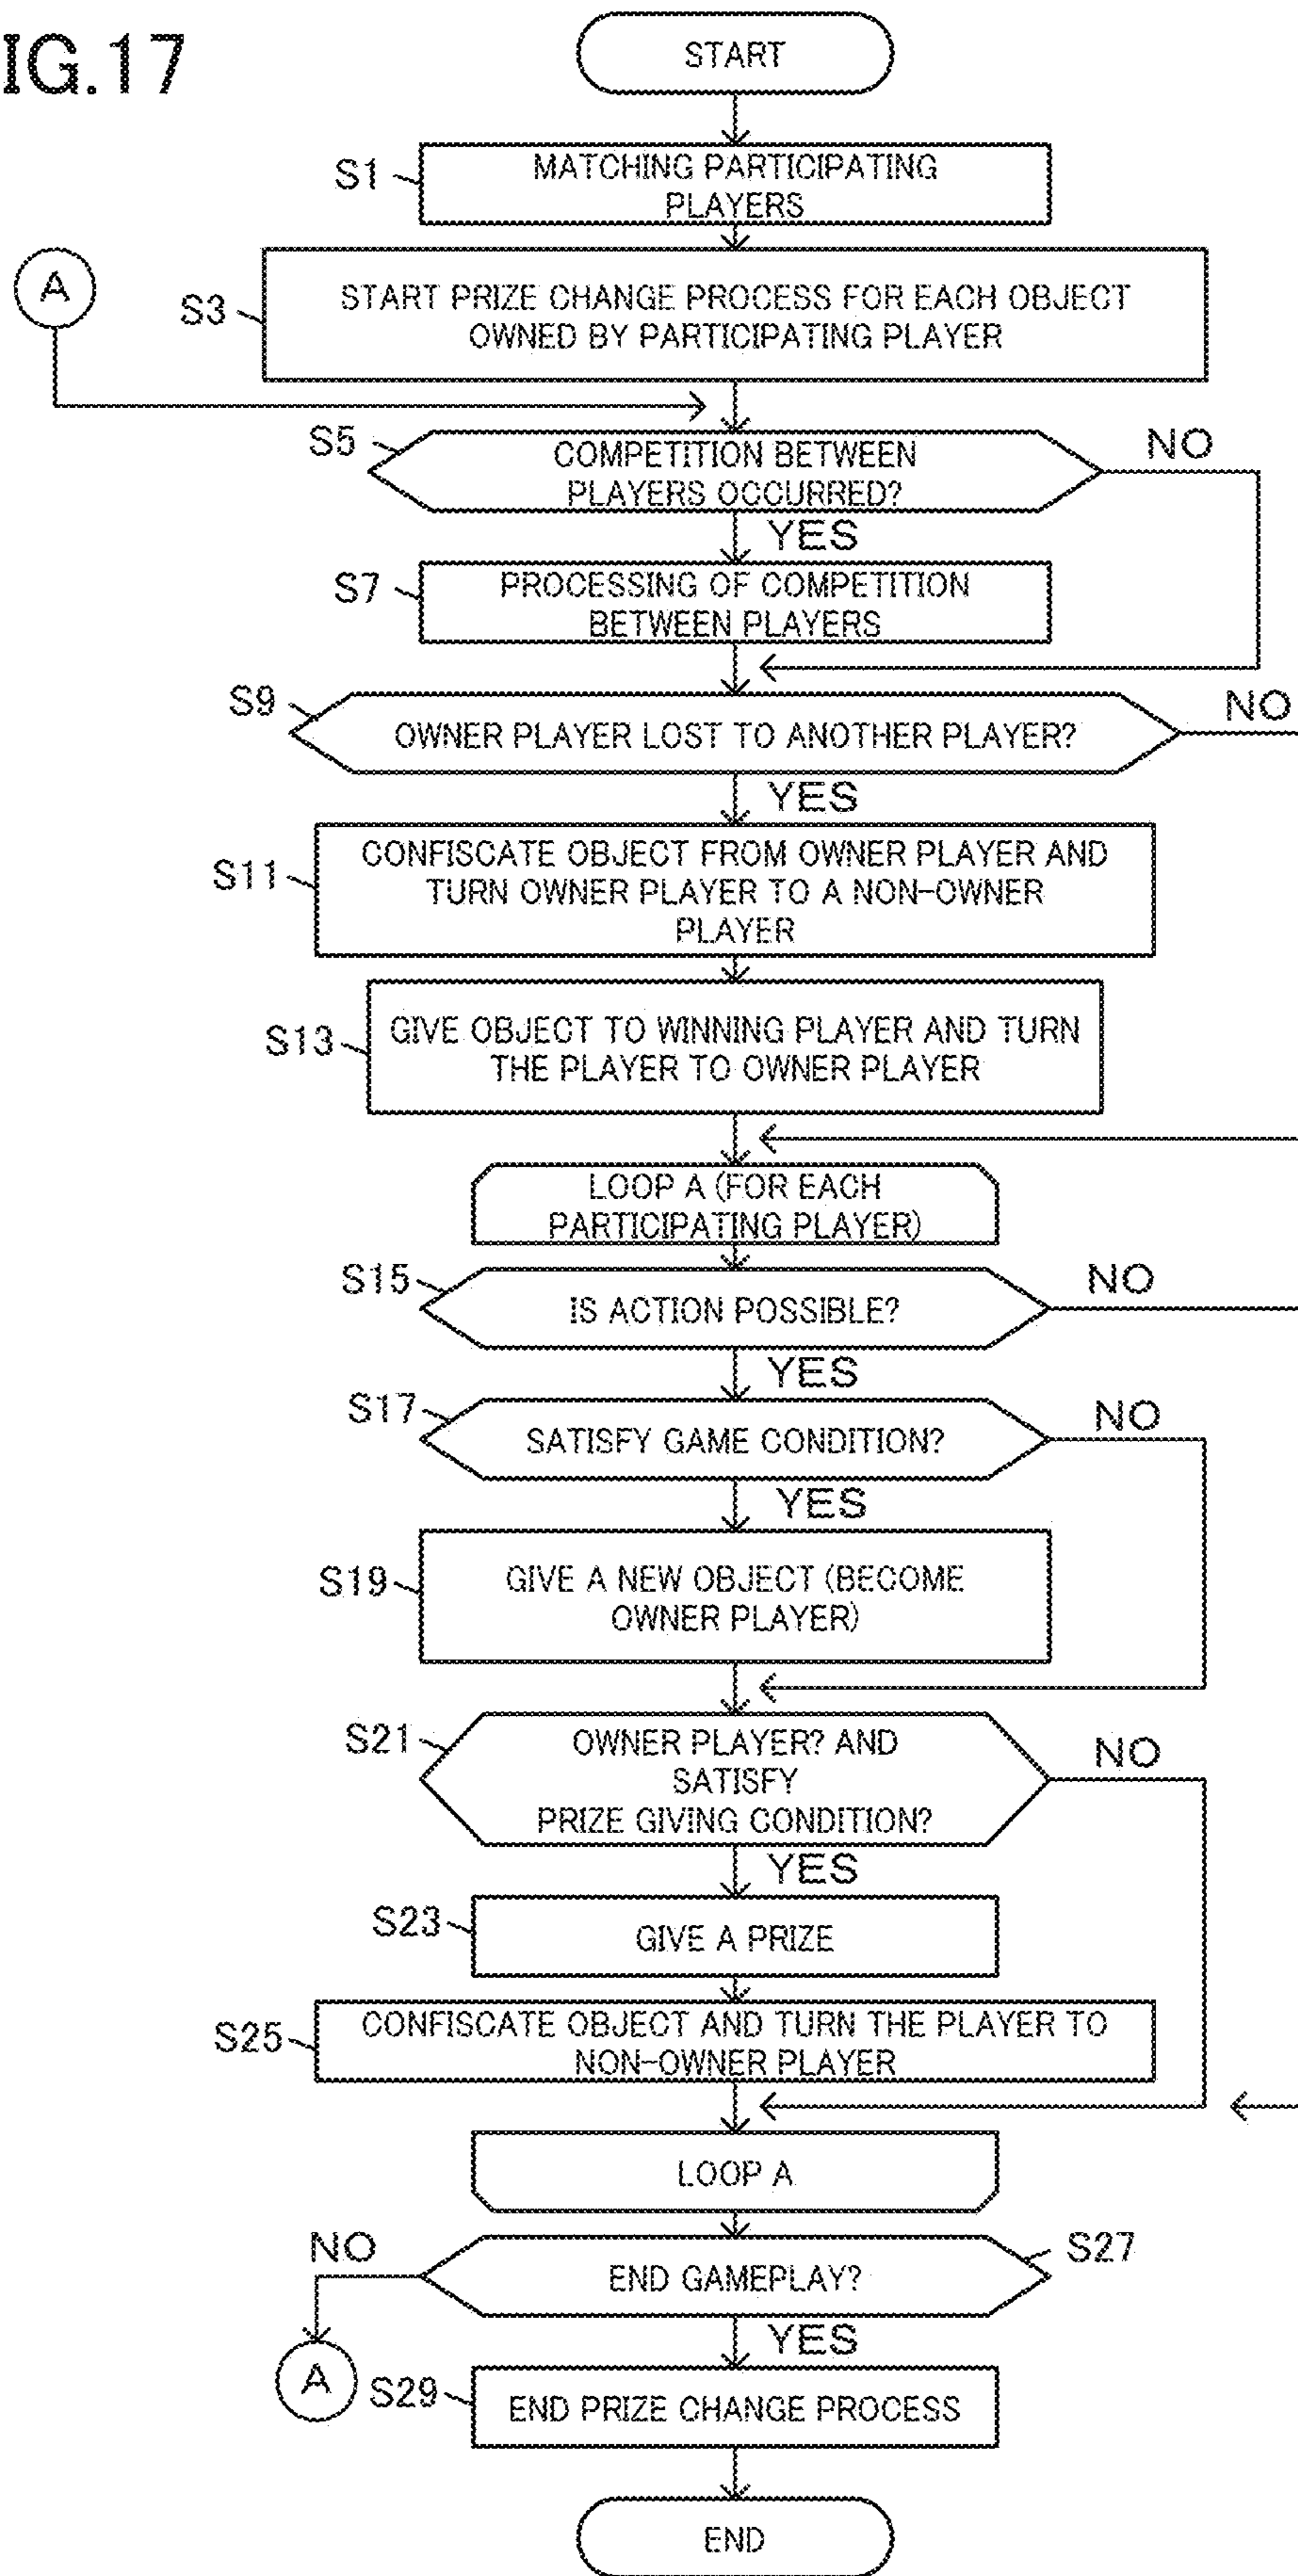 IG.17
START
S1
MATCHING PARTICIPATING
PLAYERS
A
S3
START PRIZE CHANGE PROCESS FOR EACH OBJECT
OWNED BY PARTICIPATING PLAYER
S5
COMPETITION BETWEEN
PLAYERS OCCURRED?
NO
YES
S7
PROCESSING OF COMPETITION
BETWEEN PLAYERS
S9
OWNER PLAYER LOST TO ANOTHER PLAYER?
NO
YES
S11
CONFISCATE OBJECT FROM OWNER PLAYER AND
TURN OWNER PLAYER TO A NON-OWNER
PLAYER
S13
GIVE OBJECT TO WINNING PLAYER AND TURN
THE PLAYER TO OWNER PLAYER
LOOP A (FOR EACH
PARTICIPATING PLAYER)
S15
IS ACTION POSSIBLE?
NO
YES
S17
SATISFY GAME CONDITION?
NO
YES
S19
GIVE A NEW OBJECT (BECOME
OWNER PLAYER)
S21
OWNER PLAYER? AND
SATISFY
PRIZE GIVING CONDITION?
NO
YES
S23
GIVE A PRIZE
S25
CONFISCATE OBJECT AND TURN THE PLAYER TO
NON-OWNER PLAYER
LOOP A
NO
S27
END GAMEPLAY?
YES
A
S29
END PRIZE CHANGE PROCESS
END